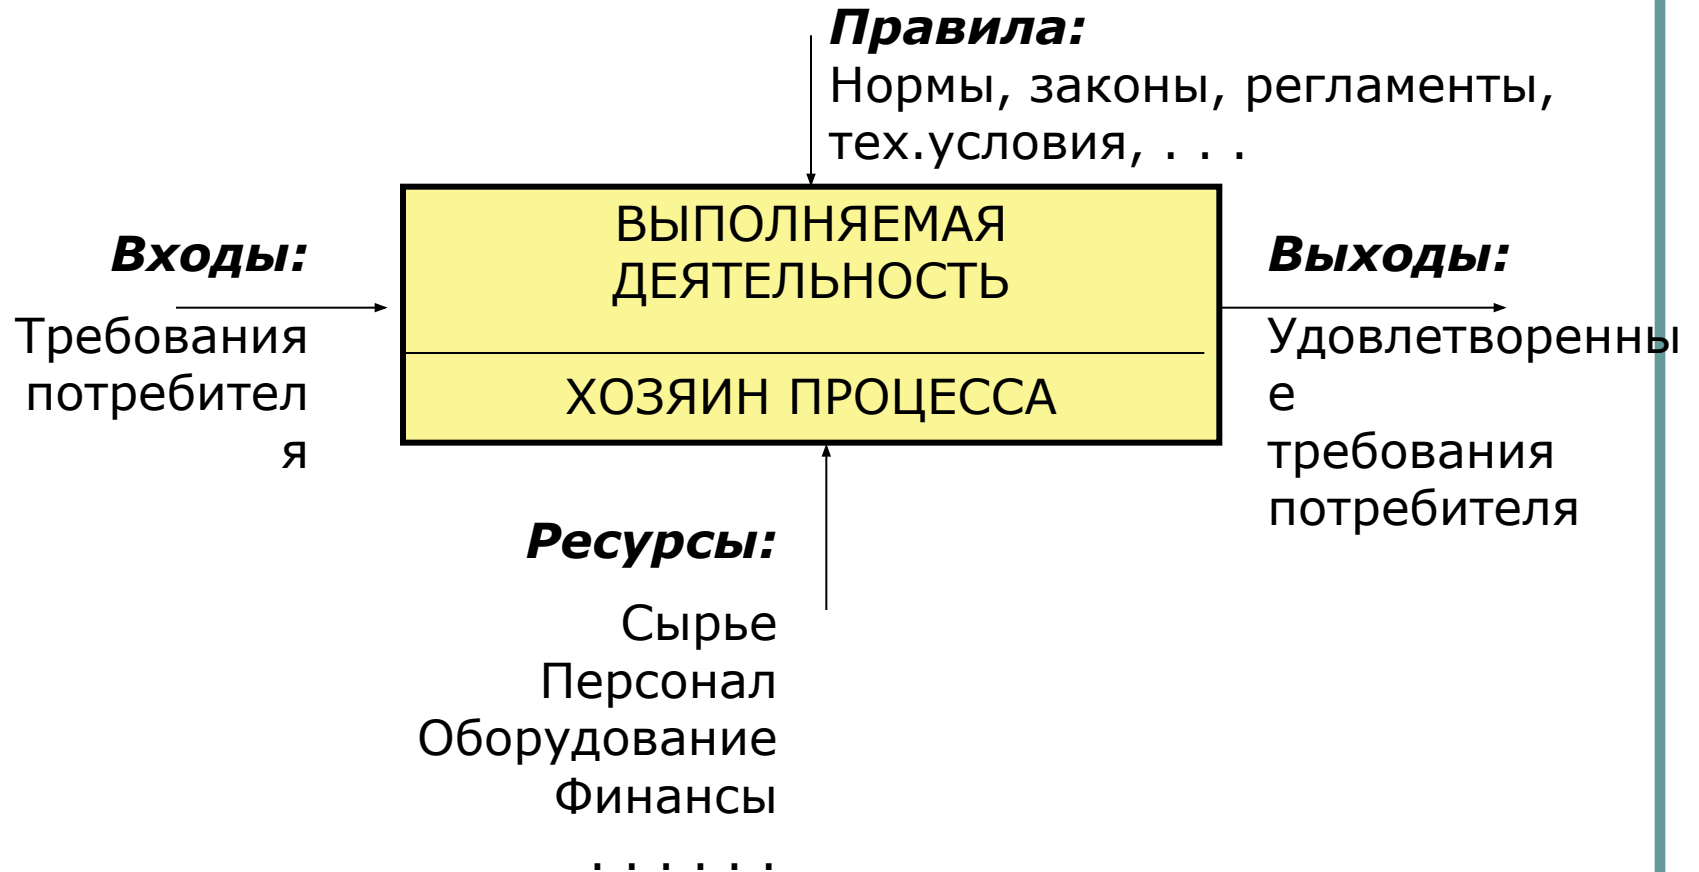 Правила:
Нормы, законы, регламенты,
тех.условия, . . .
ВЫПОЛНЯЕМАЯ
ДЕЯТЕЛЬНОСТЬ
ХОЗЯИН ПРОЦЕССА
Входы:
Требования
потребител
я
Выходы:
Удовлетворенны
е
требования
потребителя
Ресурсы:
Сырье
Персонал
Оборудование
Финансы
. . . . . .